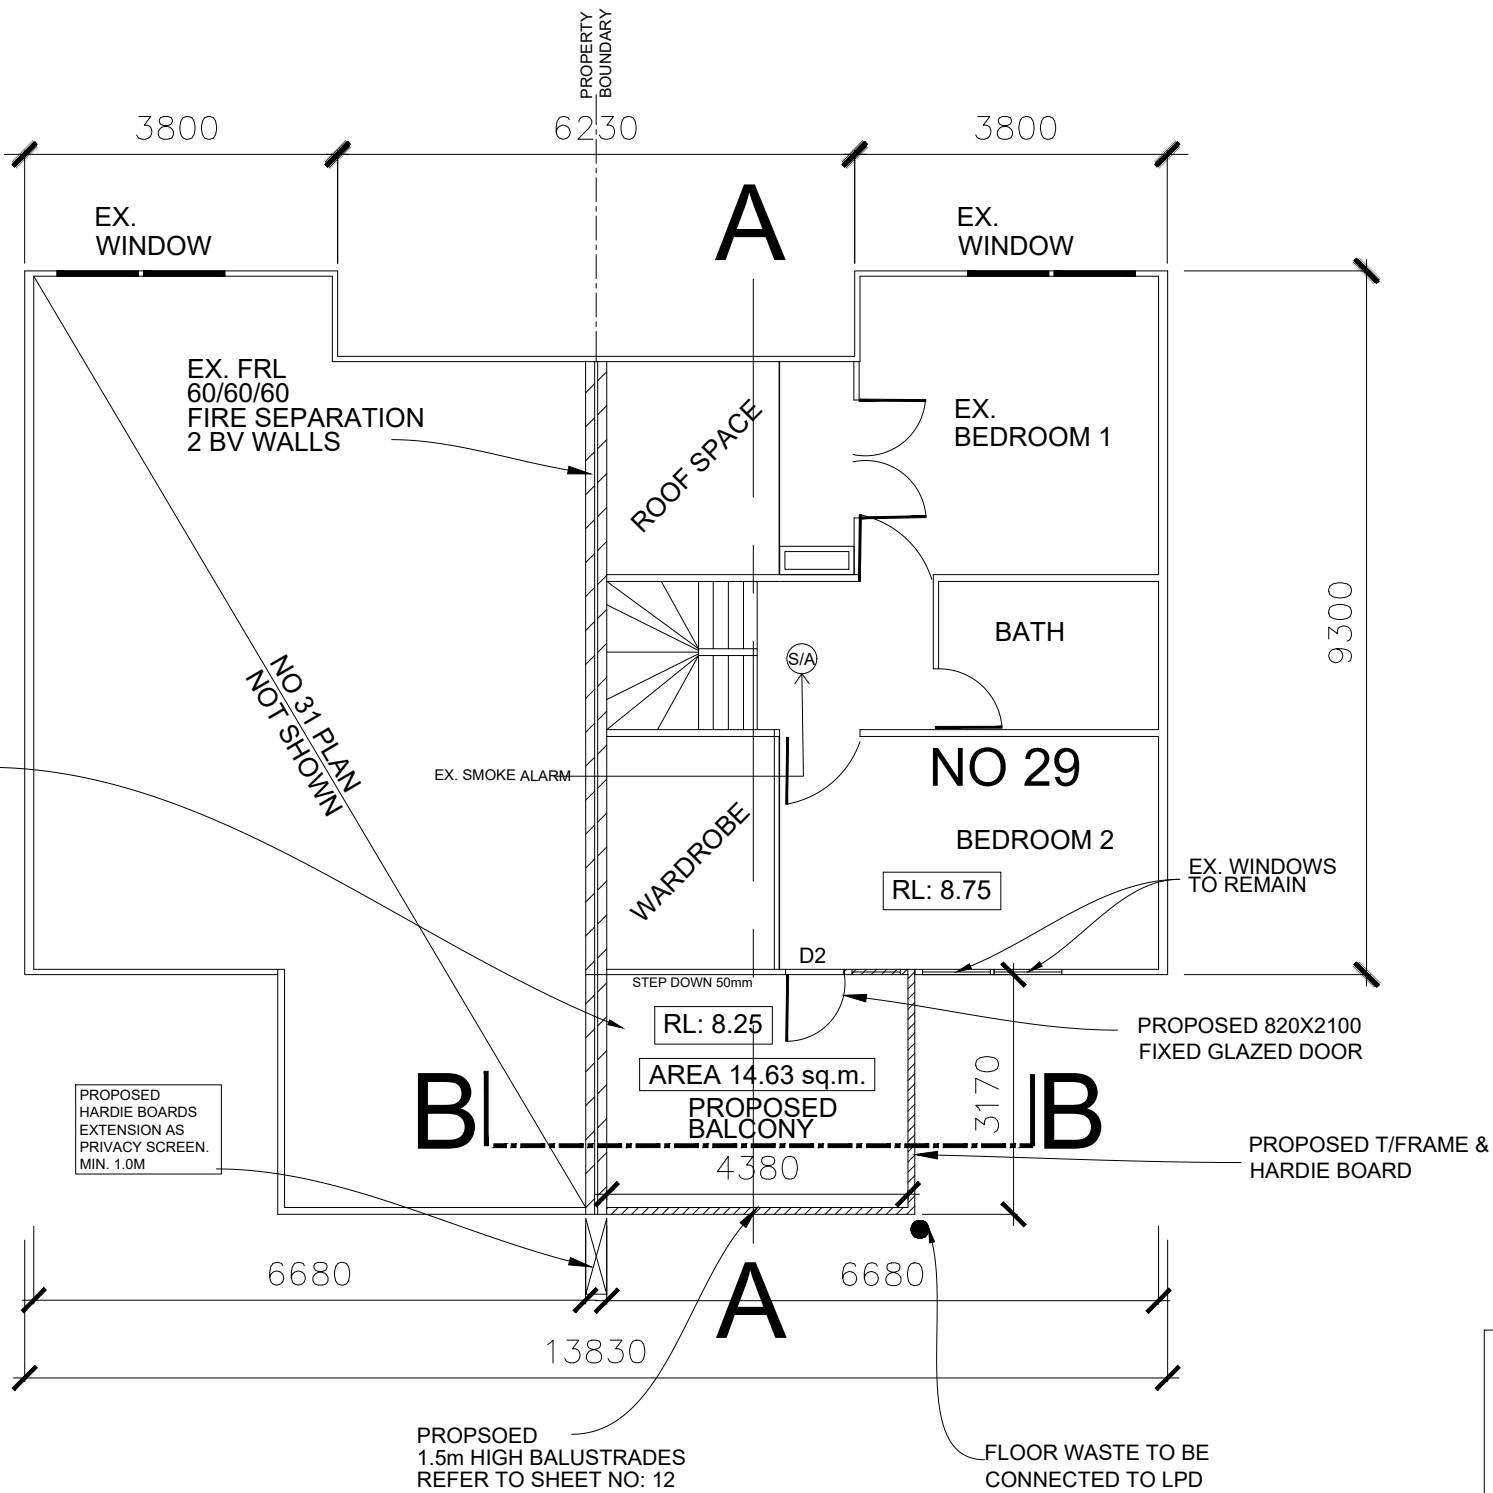 PROPERTY
BOUNDARY
3800
6230
3800
A
EX.
WINDOW
EX.
WINDOW
EX. FRL
60/60/60
FIRE SEPARATION
2 BV WALLS
ROOF SPACE
EX.
BEDROOM 1
9300
BATH
S/A
NO 31 PLAN
NOT SHOWN
EX. SMOKE ALARM
NO 29
WARDROBE
BEDROOM 2
RL: 8.75
EX. WINDOWS
TO REMAIN
D2
STEP DOWN 50mm
RL: 8.25
PROPOSED 820X2100
FIXED GLAZED DOOR
AREA 14.63 sq.m.
PROPOSED
BALCONY
3170
B
B
PROPOSED
HARDIE BOARDS
EXTENSION AS
PRIVACY SCREEN.
MIN. 1.0M
4380
PROPOSED T/FRAME &
HARDIE BOARD
6680
6680
A
13830
PROPSOED
1.5m HIGH BALUSTRADES
REFER TO SHEET NO: 12
FLOOR WASTE TO BE
CONNECTED TO LPD